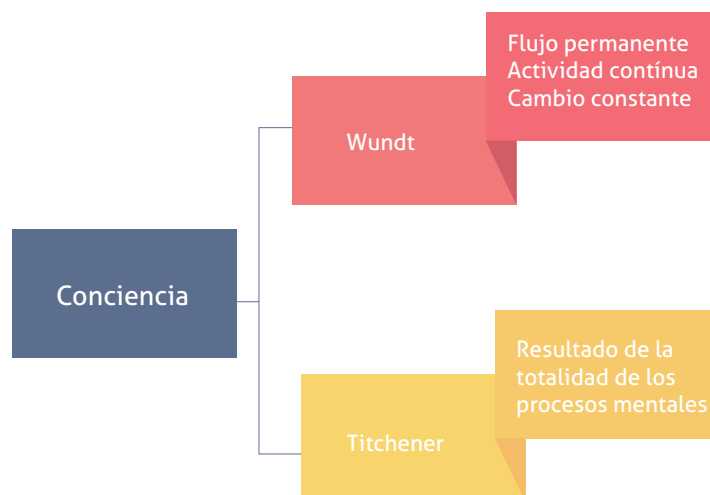 Flujo permanente
Actividad contínua
Cambio constante
Wundt
Conciencia
Resultado de la
totalidad de los
procesos mentales
Titchener